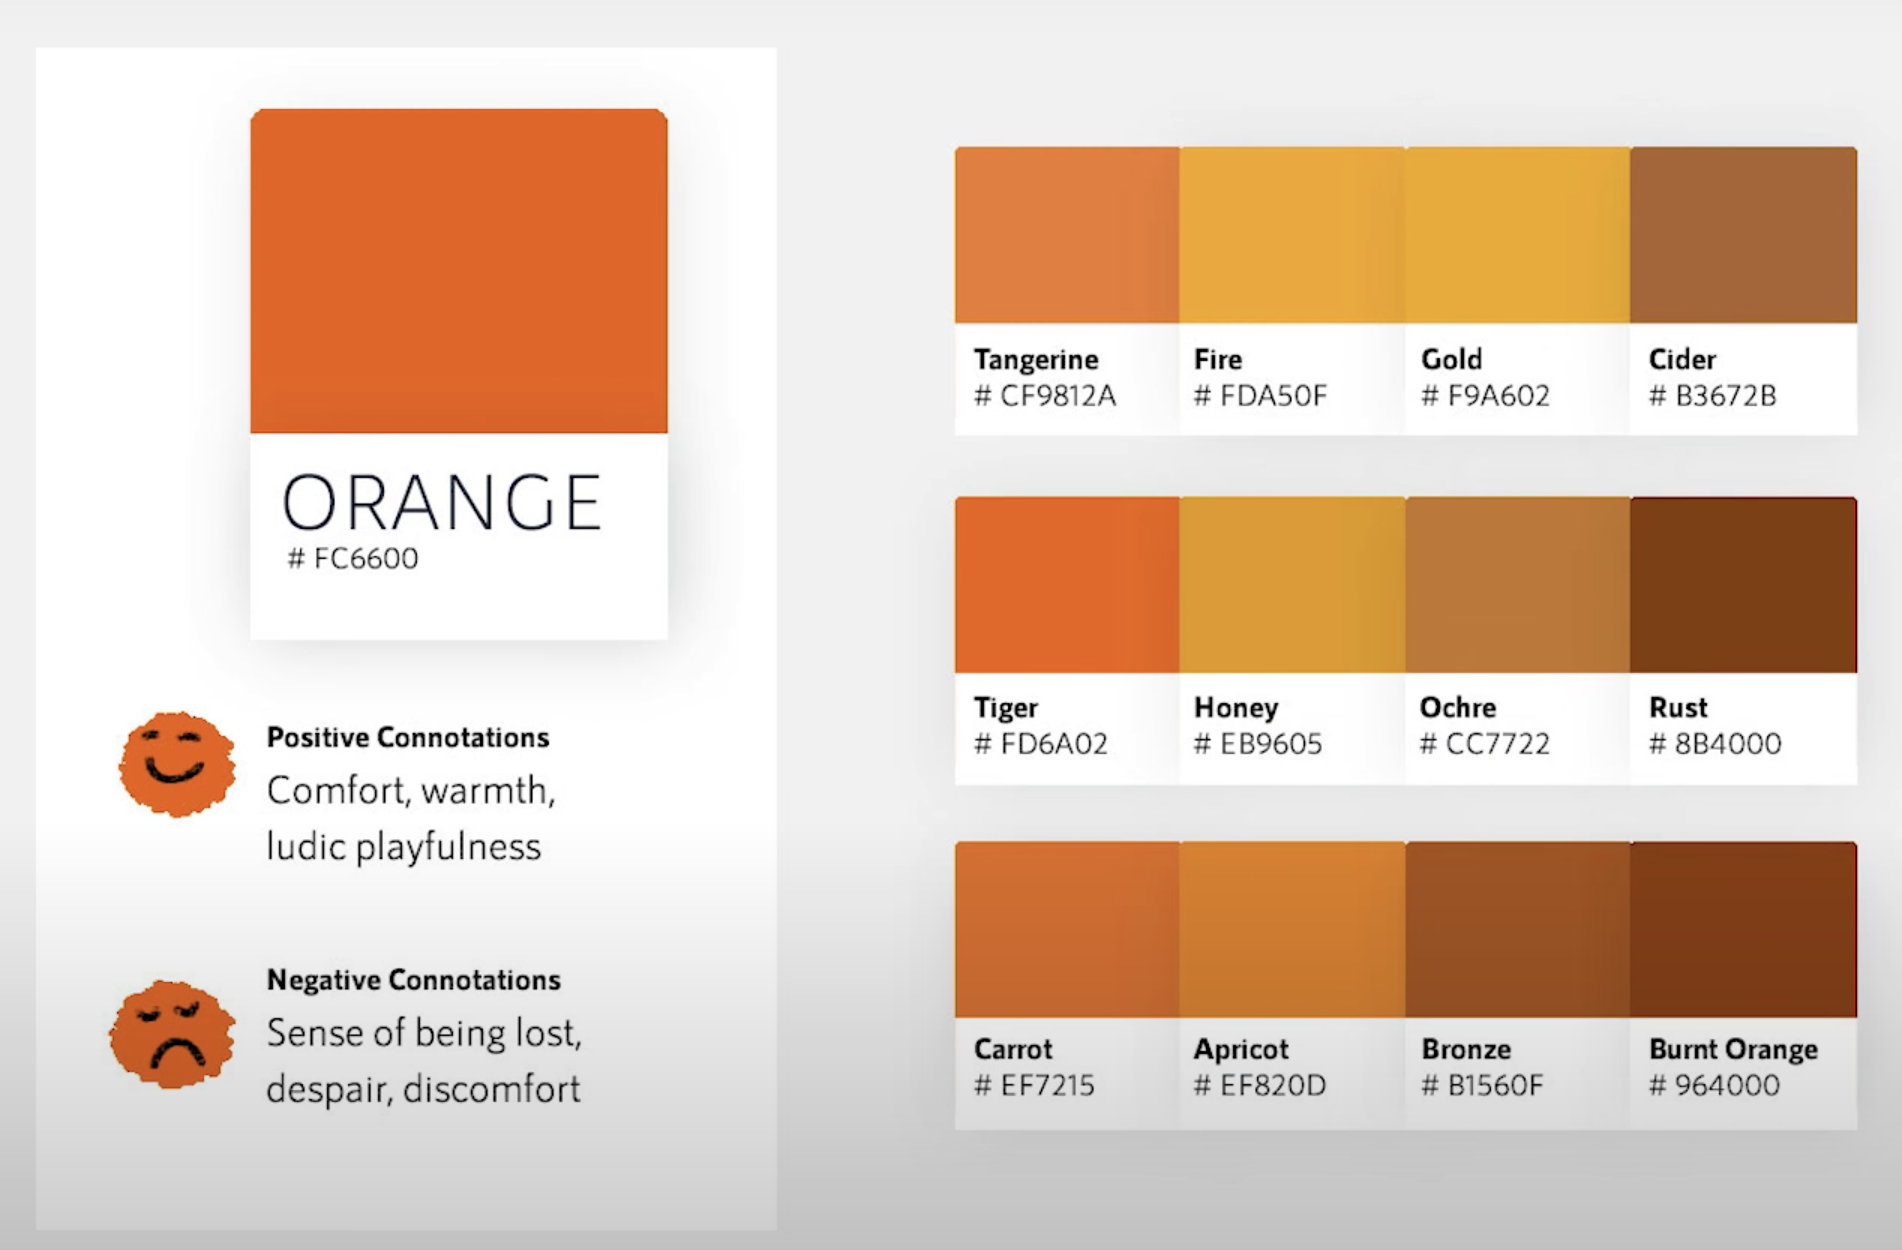 ORANGE
# FC6600
Positive Connotations
Comfort, warmth,
ludic playfulness
Negative Connotations
Sense of being lost,
despair, discomfort
Tangerine
# CF9812A
Fire
# FDA50F
Gold
# F9A602
Cider
# B3672B
Tiger
# FD6A02
Honey
# EB9605
Ochre
# CC7722
Rust
# 8B4000
Carrot
# EF7215
Apricot
# EF820D
Bronze
# B1560F
Burnt Orange
# 964000